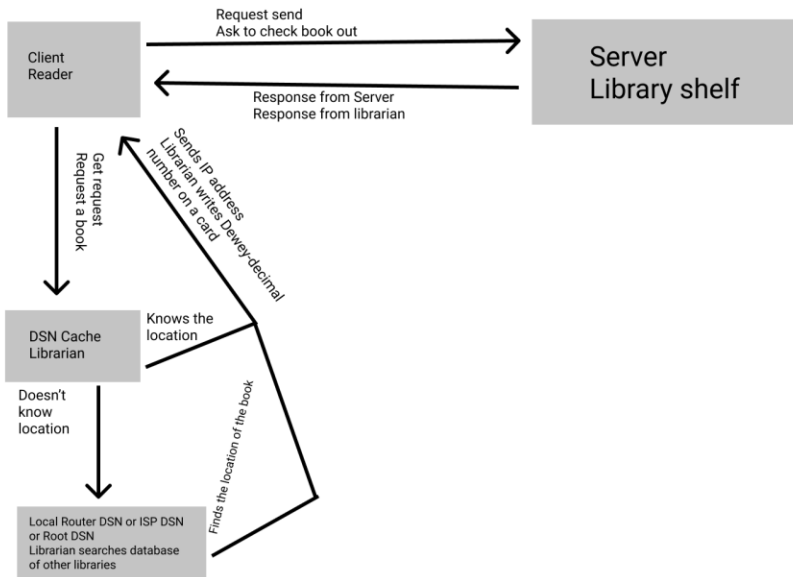 Request send
Ask to check book out
Client
Reader
Server
Library shelf
Response from Server
Response from librarian
Sends IP address
Librarian writes Dewey-decimal
number on a card
Get request
Request a book
DSN Cache
Librarian
Knows the
location
Doesn't
know
location
Finds the location of the book
Local Router DSN or ISP DSN
or Root DSN
Librarian searches database
of other libraries